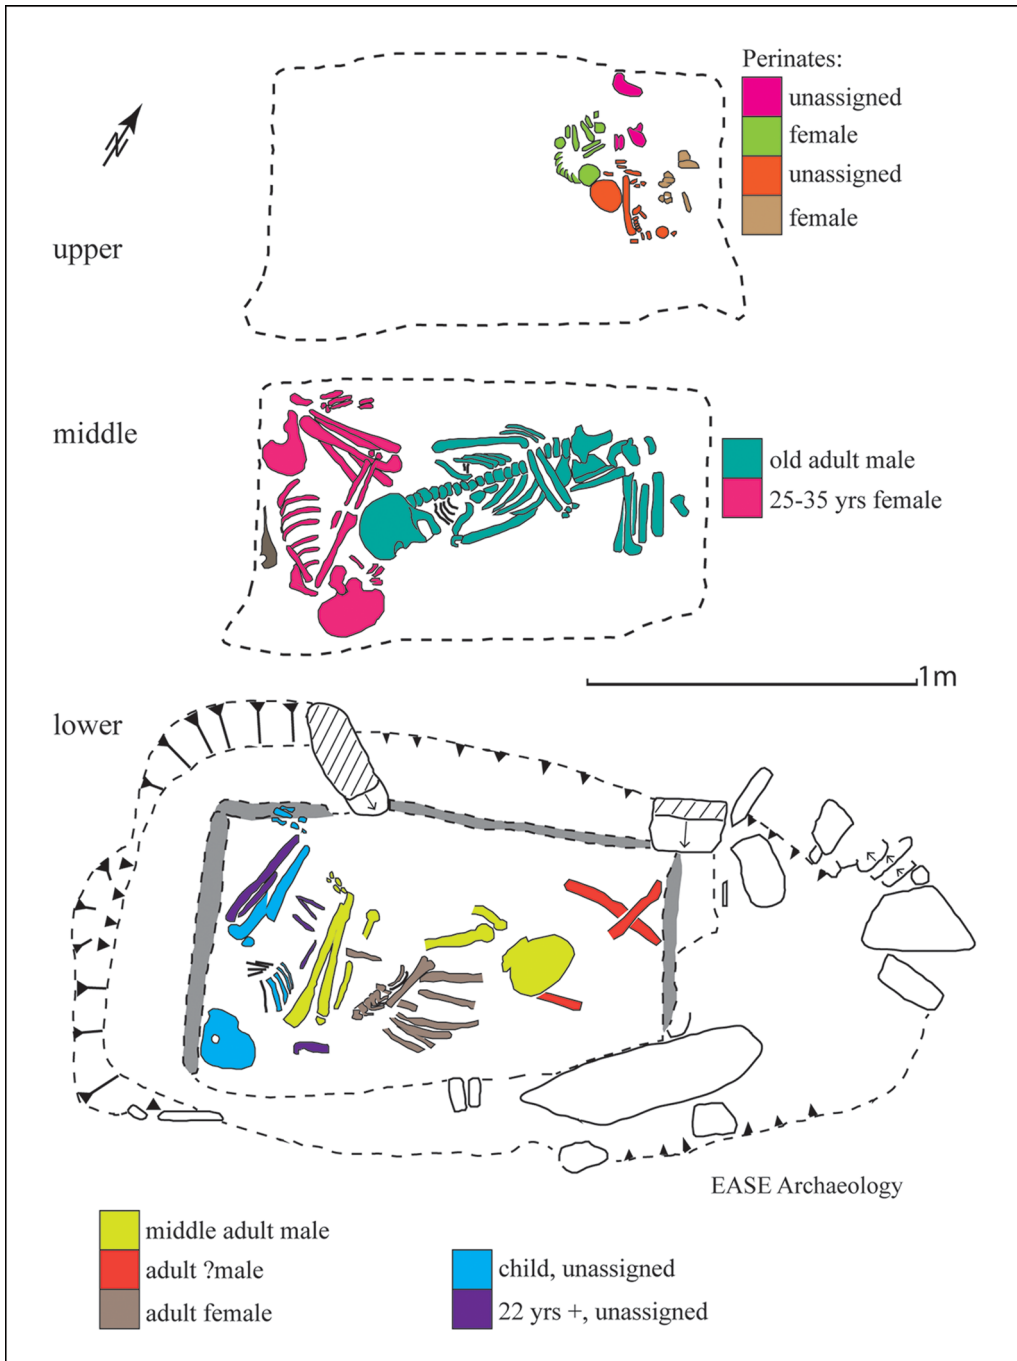 Perinates:
unassigned
female
unassigned
female
N
upper
middle
old adult male
25-35 yrs female
1m
lower
EASE Archaeology
middle adult male
adult ?male
adult female
child, unassigned
22 yrs +, unassigned